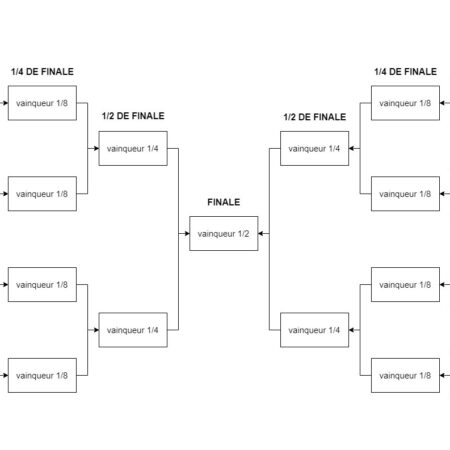 1/4 DE FINALE
1/4 DE FINALE
vainqueur 1/8
vainqueur 1/8
1/2 DE FINALE
1/2 DE FINALE
vainqueur 1/4
vainqueur 1/4
vainqueur 1/8
vainqueur 1/8
FINALE
vainqueur 1/2
vainqueur 1/8
vainqueur 1/8
vainqueur 1/4
vainqueur 1/4
vainqueur 1/8
vainqueur 1/8